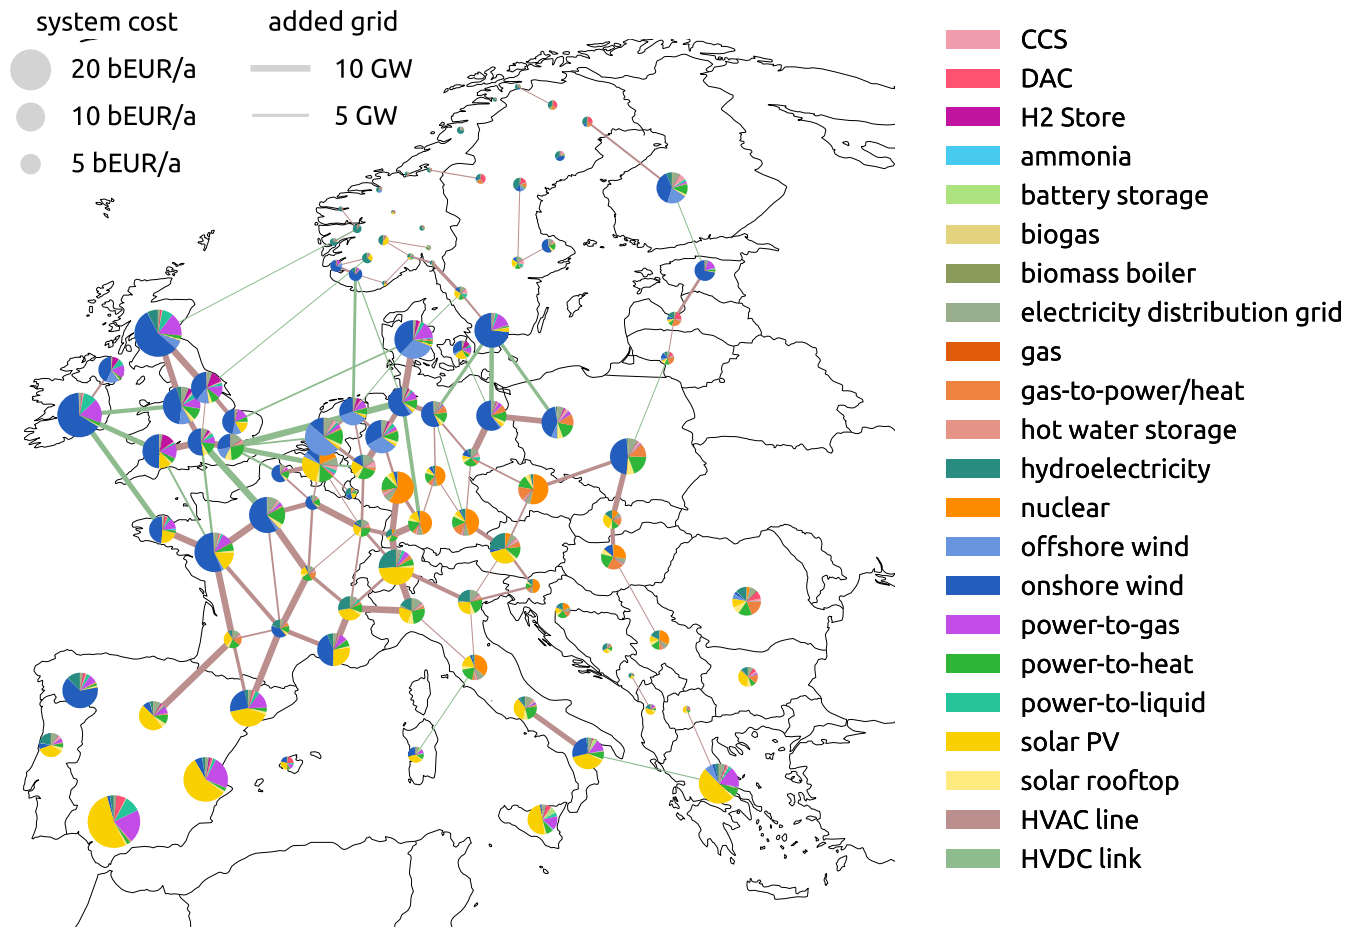 system cost
added grid
20 bEUR/a
10 GW
10 bEUR/a
5 GW
5 bEUR/a
CCS
DAC
H2 Store
ammonia
battery storage
biogas
biomass boiler
electricity distribution grid
gas
gas-to-power/heat
hot water storage
hydroelectricity
nuclear
offshore wind
onshore wind
power-to-gas
power-to-heat
power-to-liquid
solar PV
solar rooftop
HVAC line
HVDC link